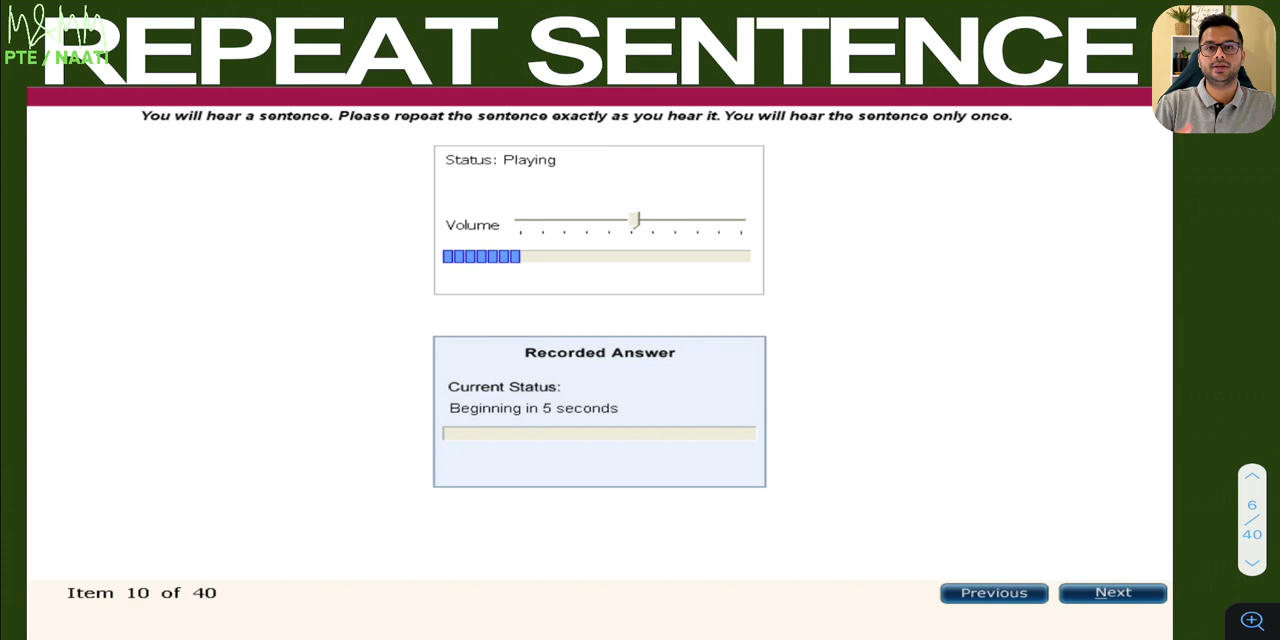 REPEAT SENTENCE
PTE / NAATI
You will hear a sentence. Please repeat the sentence exactly as you hear it. You will hear the sentence only once.
Status: Playing
Volume
Recorded Answer
Current Status:
Beginning in 5 seconds
6
/
40
Item 10 of 40
Previous
Next